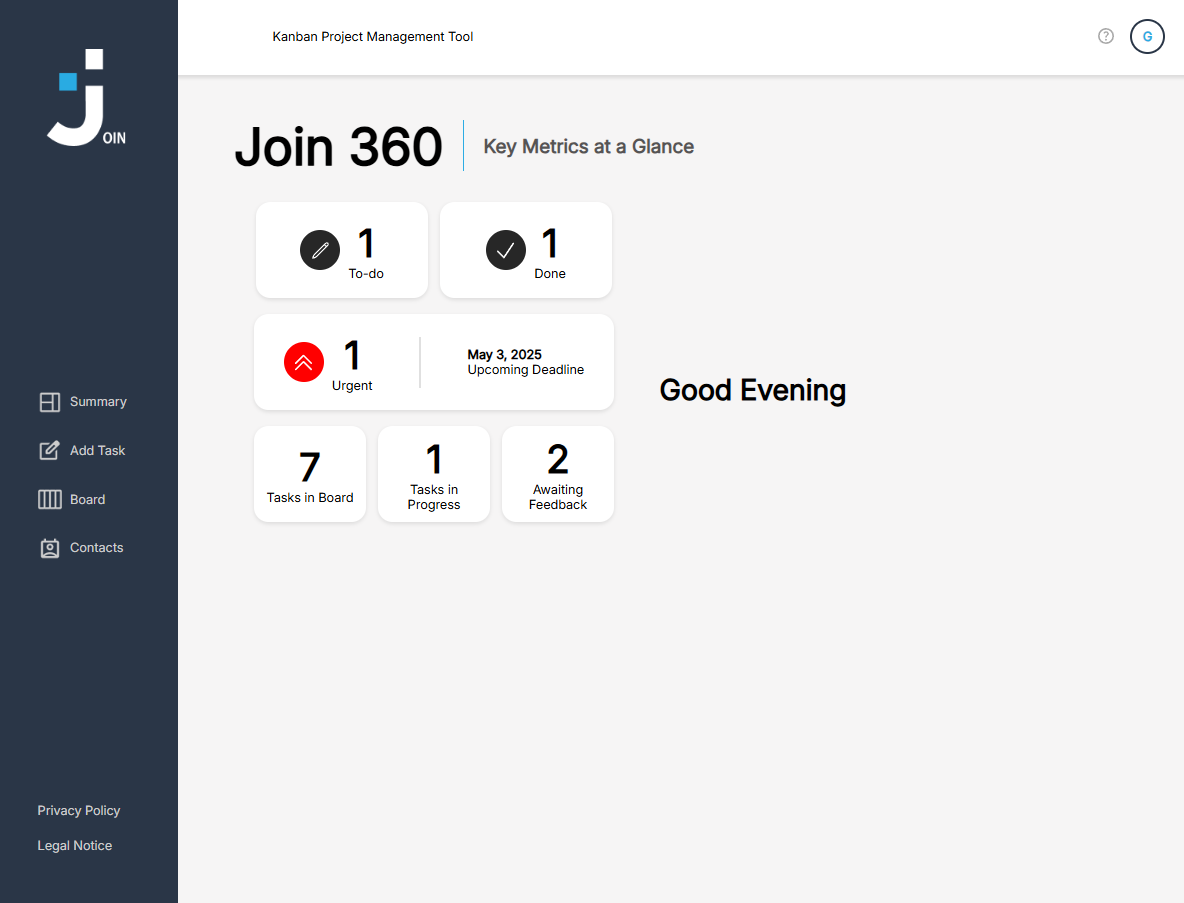 Kanban Project Management Tool
G
OIN
Join 360
Key Metrics at a Glance
1
To-do
1
Done
1
Urgent
May 3, 2025
Upcoming Deadline
7
Tasks in Board
1
Tasks in
Progress
2
Awaiting
Feedback
Good Evening
Summary
Add Task
Board
Contacts
Privacy Policy
Legal Notice